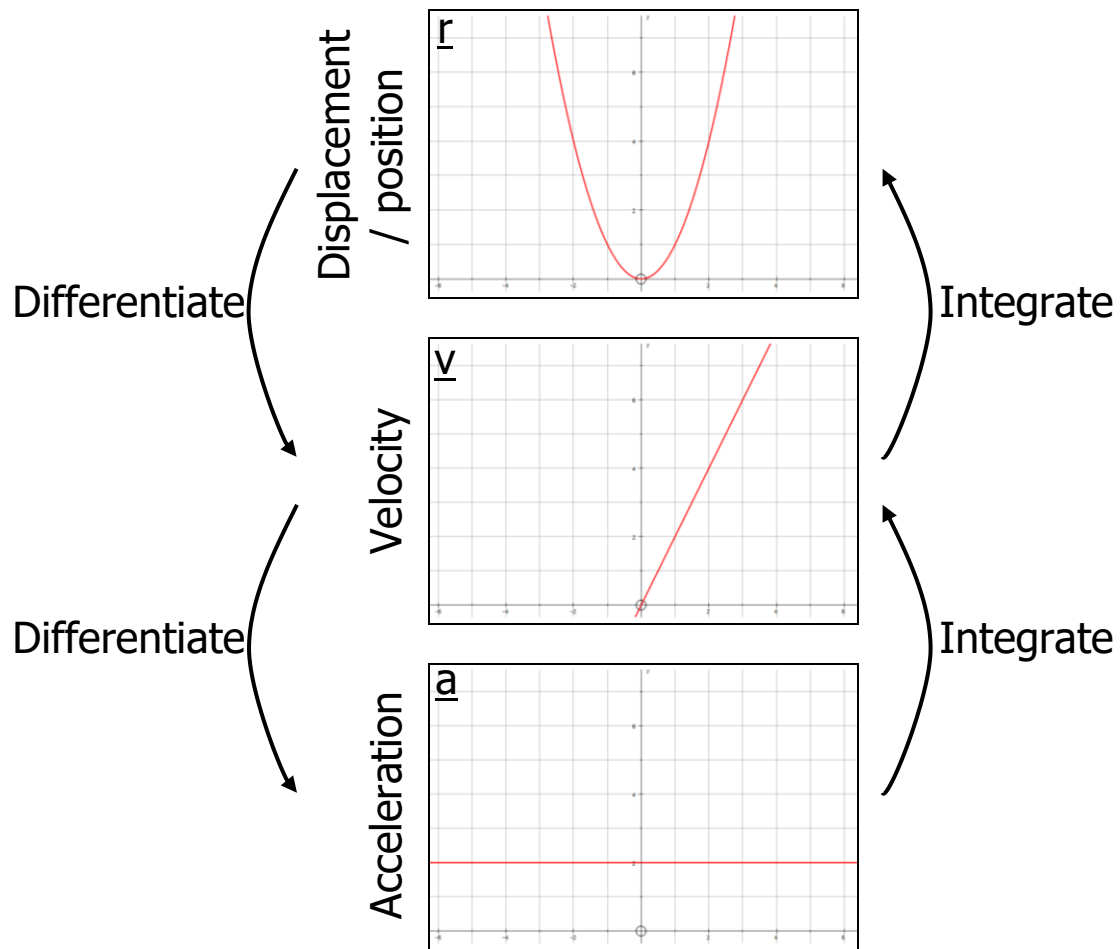 r
Displacement
/ position
Differentiate
Integrate
v
Velocity
Differentiate
Integrate
a
Acceleration